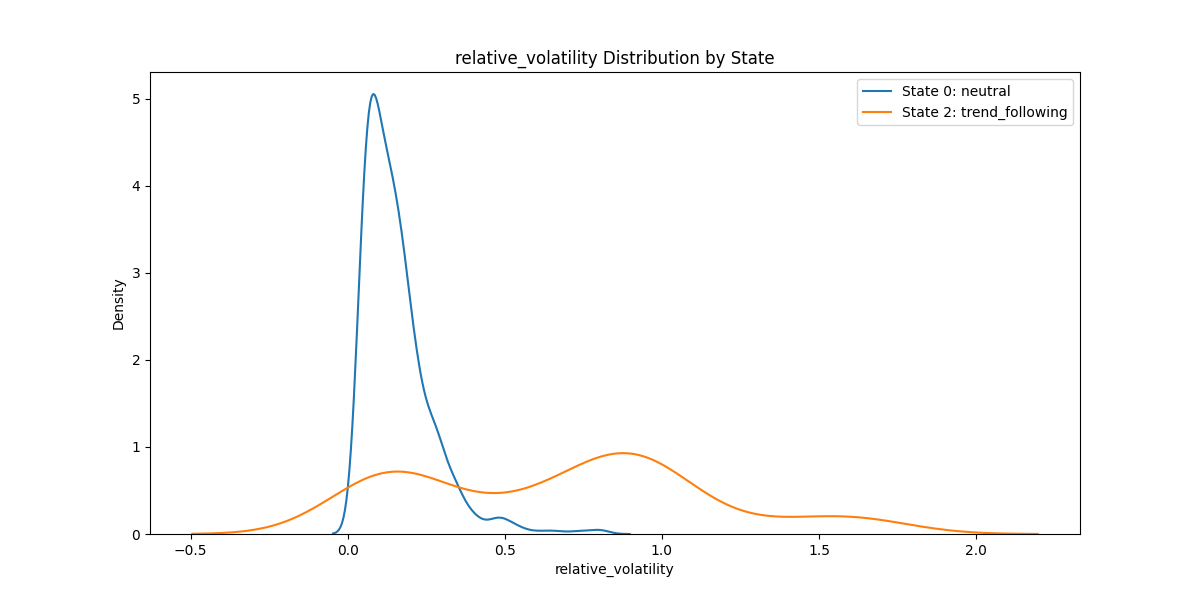 relative_volatility Distribution by State
State 0: neutral
State 2: trend_following
5
4
3
2
1
0
Density
−0.5
0.0
0.5
1.0
1.5
2.0
relative_volatility